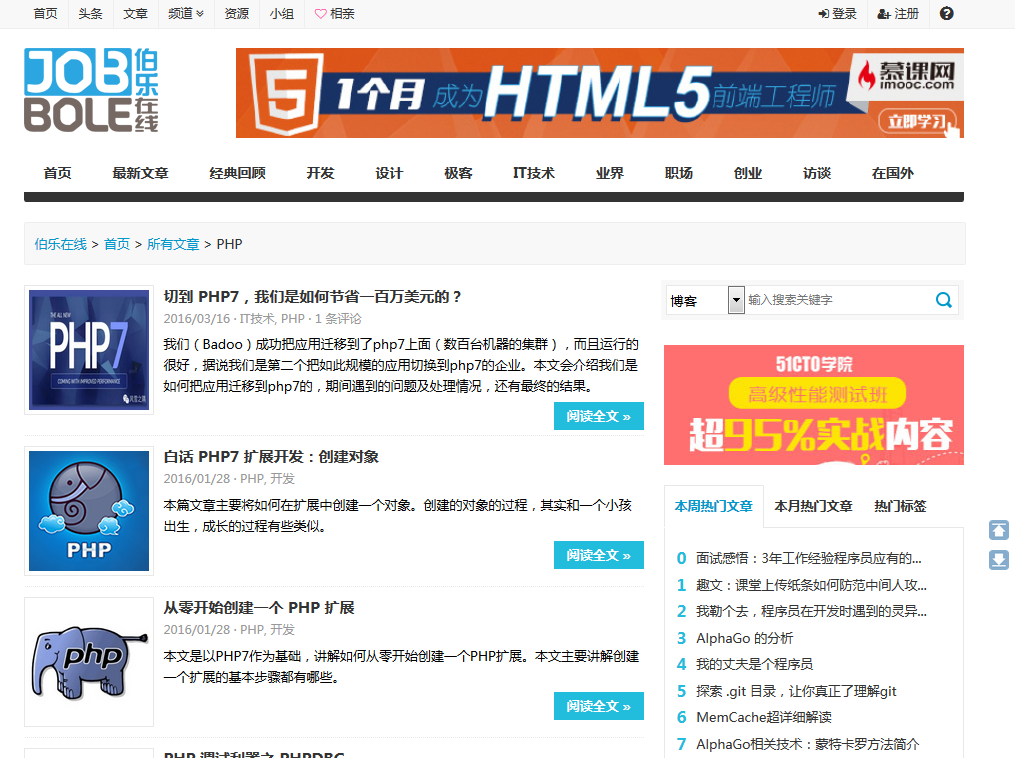 首页 头条 文章 频道 资源 小组 相亲 登录 注册
JOB 伯乐在线
BOLE
1个月 成为 HTML5 前端工程师 慕课网
imooc.com
立即学习
首页 最新文章 经典回顾 开发 设计 极客 IT技术 业界 职场 创业 访谈 在国外
伯乐在线 > 首页 > 所有文章 > PHP
THE ALL NEW
PHP7
COMING WITH IMPROVED PERFORMANCE
切到 PHP7，我们是如何节省一百万美元的？
2016/03/16 · IT技术, PHP · 1 条评论
我们（Badoo）成功把应用迁移到了php7上面（数百台机器的集群），而且运行的
很好，据说我们是第二个把如此规模的应用切换到php7的企业。本文会介绍我们是
如何把应用迁移到php7的，期间遇到的问题及处理情况，还有最终的结果。
阅读全文 »
PHP
白话 PHP7 扩展开发：创建对象
2016/01/28 · PHP, 开发
本篇文章主要将如何在扩展中创建一个对象。创建的对象的过程，其实和一个小孩
出生，成长的过程有些类似。
阅读全文 »
php
从零开始创建一个 PHP 扩展
2016/01/28 · PHP, 开发
本文是以PHP7作为基础，讲解如何从零开始创建一个PHP扩展。本文主要讲解创建
一个扩展的基本步骤都有哪些。
阅读全文 »
PHP 调试利器之 PHPDBG
博客 输入搜索关键字
51CTO学院
高级性能测试班
超95%实战内容
本周热门文章 本月热门文章 热门标签
0 面试感悟：3年工作经验程序员应有的...
1 趣文：课堂上传纸条如何防范中间人攻...
2 我勒个去，程序员在开发时遇到的灵异...
3 AlphaGo 的分析
4 我的丈夫是个程序员
5 探索 .git 目录，让你真正了解git
6 MemCache超详细解读
7 AlphaGo相关技术：蒙特卡罗方法简介